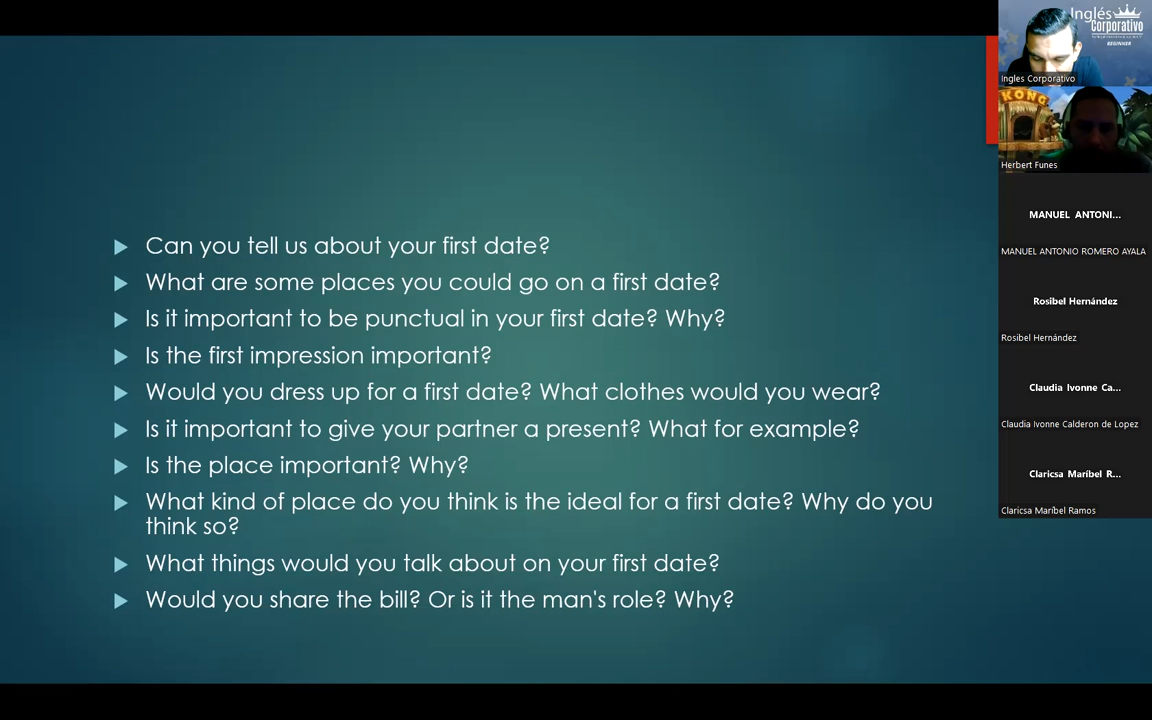 Can you tell us about your first date?
What are some places you could go on a first date?
Is it important to be punctual in your first date? Why?
Is the first impression important?
Would you dress up for a first date? What clothes would you wear?
Is it important to give your partner a present? What for example?
Is the place important? Why?
What kind of place do you think is the ideal for a first date? Why do you
think so?
What things would you talk about on your first date?
Would you share the bill? Or is it the man's role? Why?
Inglés
Corporativo
BEGINNER
Ingles Corporativo
KONG
Herbert Funes
MANUEL ANTONI...
MANUEL ANTONIO ROMERO AYALA
Rosibel Hernández
Rosibel Hernández
Claudia Ivonne Ca...
Claudia Ivonne Calderon de Lopez
Claricsa Maríbel R...
Claricsa Maríbel Ramos